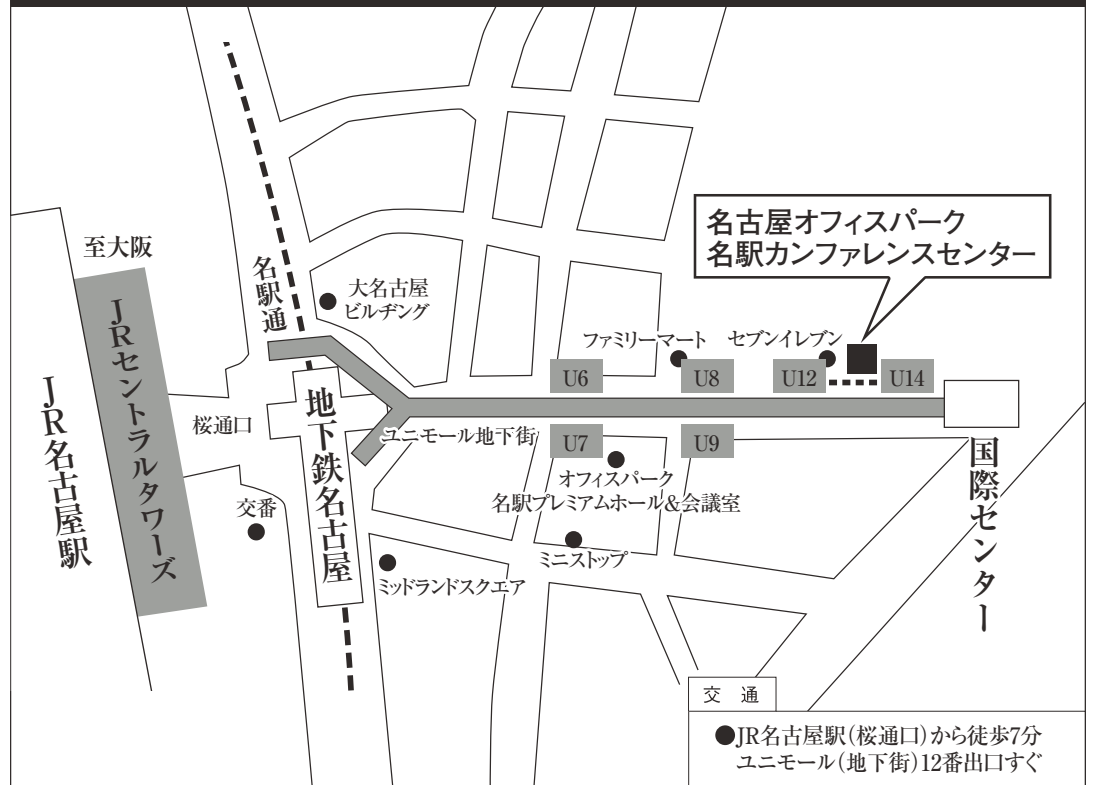 名古屋オフィスパーク
名駅カンファレンスセンター
至大阪
JRセントラルタワーズ
JR名古屋駅
名駅通
大名古屋
ビルヂング
ファミリーマート
セブンイレブン
U6
U8
U12
U14
桜通口
地下鉄名古屋
ユニモール地下街
U7
U9
オフィスパーク
名駅プレミアムホール&会議室
国際センター
交番
ミニストップ
ミッドランドスクエア
交 通
●JR名古屋駅(桜通口)から徒歩7分
ユニモール(地下街)12番出口すぐ